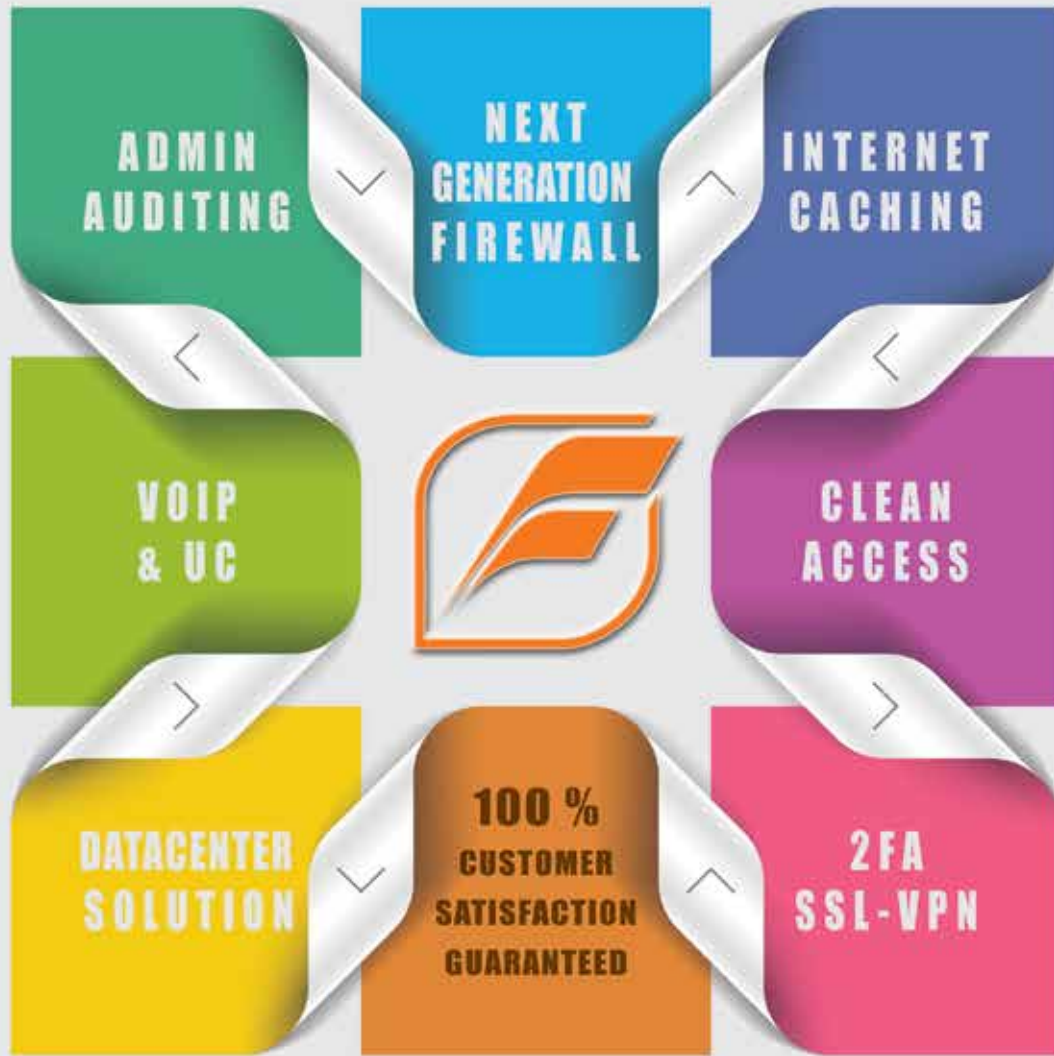 ADMIN
AUDITING
NEXT
GENERATION
FIREWALL
INTERNET
CACHING
VOIP
& UC
CLEAN
ACCESS
DATACENTER
SOLUTION
100 %
CUSTOMER
SATISFACTION
GUARANTEED
2FA
SSL-VPN